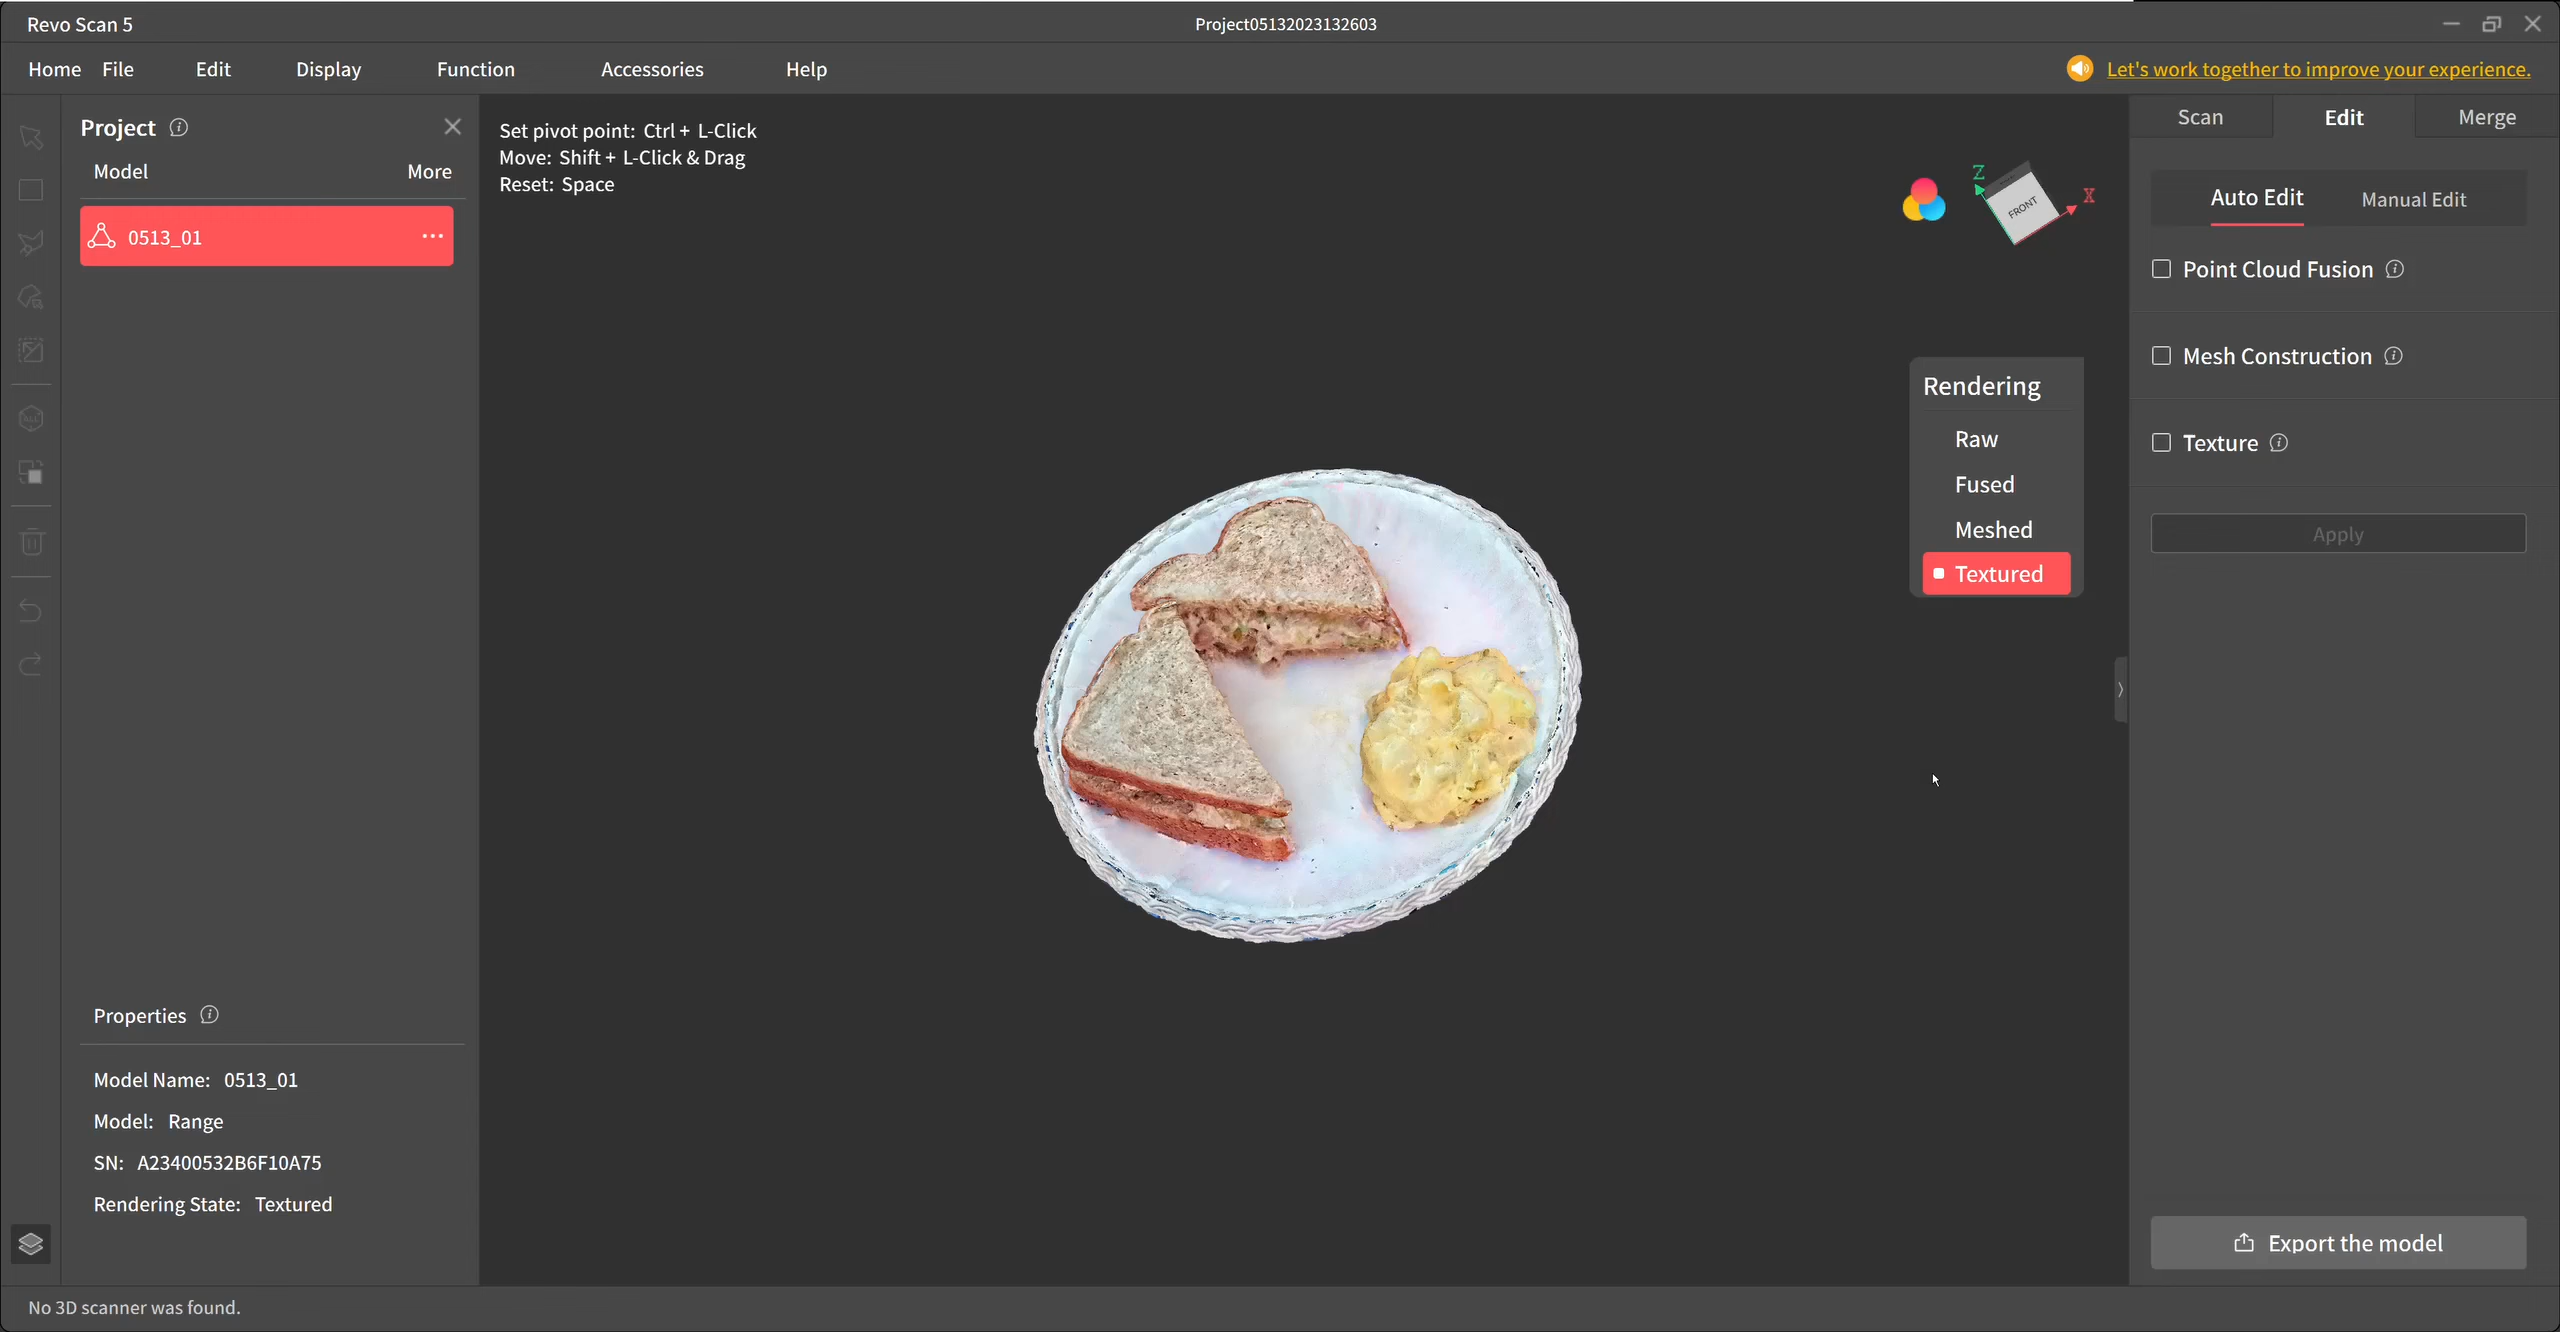 Revo Scan 5
Project05132023132603
Home File Edit Display Function Accessories Help
Let's work together to improve your experience.
Project
Model More
0513_01
Properties
Model Name: 0513_01
Model: Range
SN: A23400532B6F10A75
Rendering State: Textured
Set pivot point: Ctrl + L-Click
Move: Shift + L-Click & Drag
Reset: Space
Z
FRONT
X
Rendering
Raw
Fused
Meshed
Textured
Scan Edit Merge
Auto Edit Manual Edit
Point Cloud Fusion
Mesh Construction
Texture
Apply
Export the model
No 3D scanner was found.